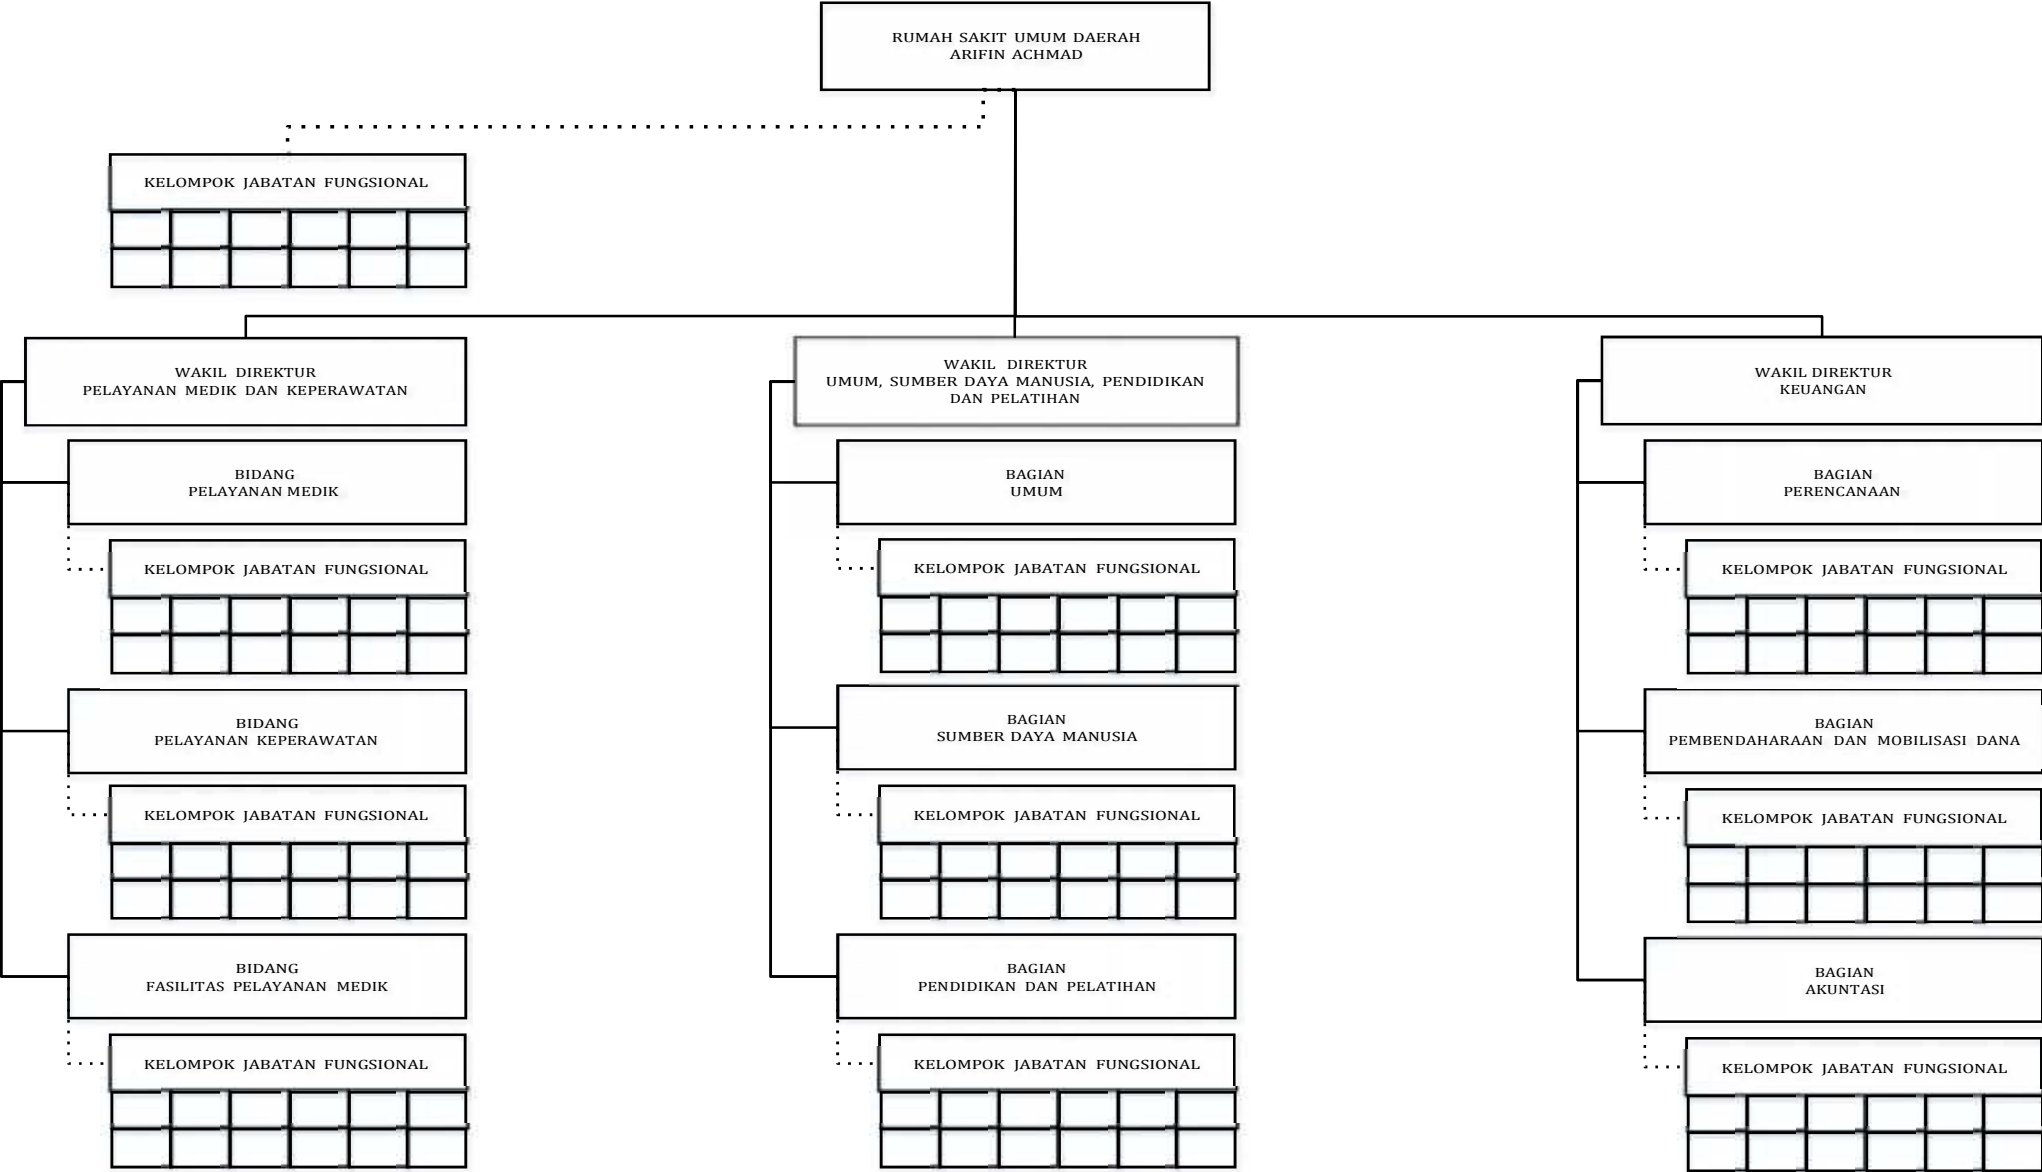 RUMAH SAKIT UMUM DAERAH
ARIFIN ACHMAD
KELOMPOK JABATAN FUNGSIONAL
WAKIL DIREKTUR
PELAYANAN MEDIK DAN KEPERAWATAN
BIDANG
PELAYANAN MEDIK
KELOMPOK JABATAN FUNGSIONAL
BIDANG
PELAYANAN KEPERAWATAN
KELOMPOK JABATAN FUNGSIONAL
BIDANG
FASILITAS PELAYANAN MEDIK
KELOMPOK JABATAN FUNGSIONAL
WAKIL DIREKTUR
UMUM, SUMBER DAYA MANUSIA, PENDIDIKAN
DAN PELATIHAN
BAGIAN
UMUM
KELOMPOK JABATAN FUNGSIONAL
BAGIAN
SUMBER DAYA MANUSIA
KELOMPOK JABATAN FUNGSIONAL
BAGIAN
PENDIDIKAN DAN PELATIHAN
KELOMPOK JABATAN FUNGSIONAL
WAKIL DIREKTUR
KEUANGAN
BAGIAN
PERENCANAAN
KELOMPOK JABATAN FUNGSIONAL
BAGIAN
PEMBENDAHARAAN DAN MOBILISASI DANA
KELOMPOK JABATAN FUNGSIONAL
BAGIAN
AKUNTASI
KELOMPOK JABATAN FUNGSIONAL